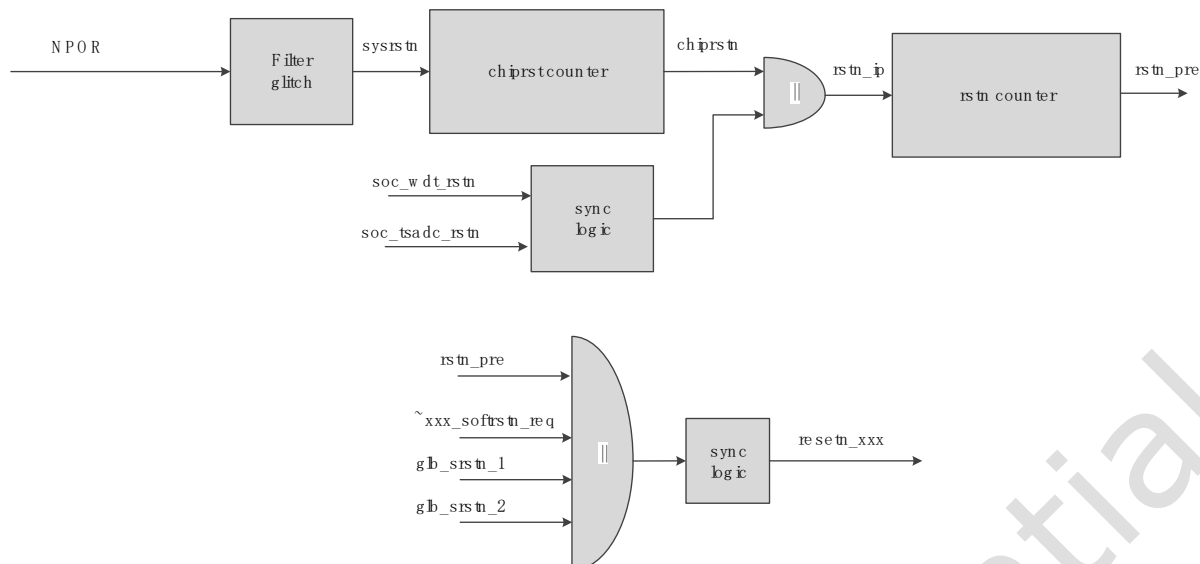 NPOR
Filter
glitch
sysrstn
chiprstcounter
chiprstn
||
rstn_ip
rstn counter
rstn_pre
soc_wdt_rstn
soc_tsadc_rstn
sync
logic
rstn_pre
~xxx_softrstn_req
glb_srstn_1
glb_srstn_2
||
sync
logic
resetn_xxx